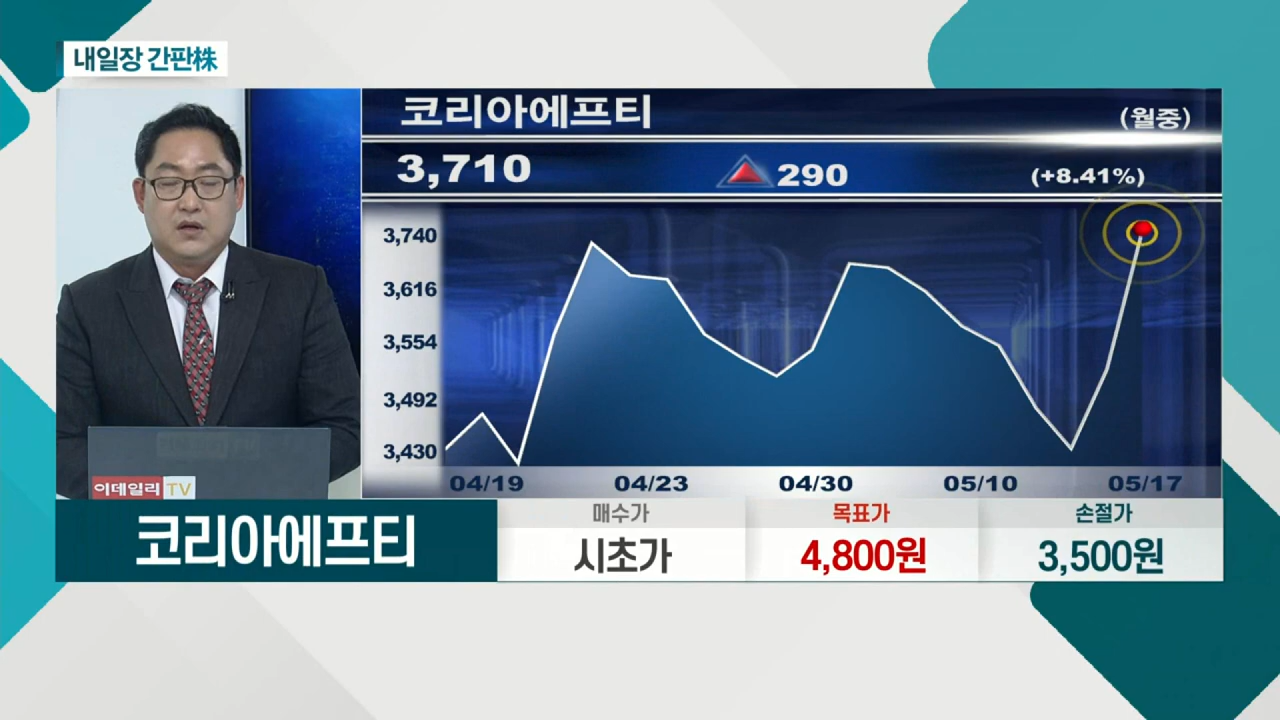 내일장 간판株
코리아에프티
(월중)
3,710
290
(+8.41%)
3,740
3,616
3,554
3,492
3,430
04/19 04/23 04/30 05/10 05/17
이데일리TV
코리아에프티
매수가 목표가 손절가
시초가 4,800원 3,500원